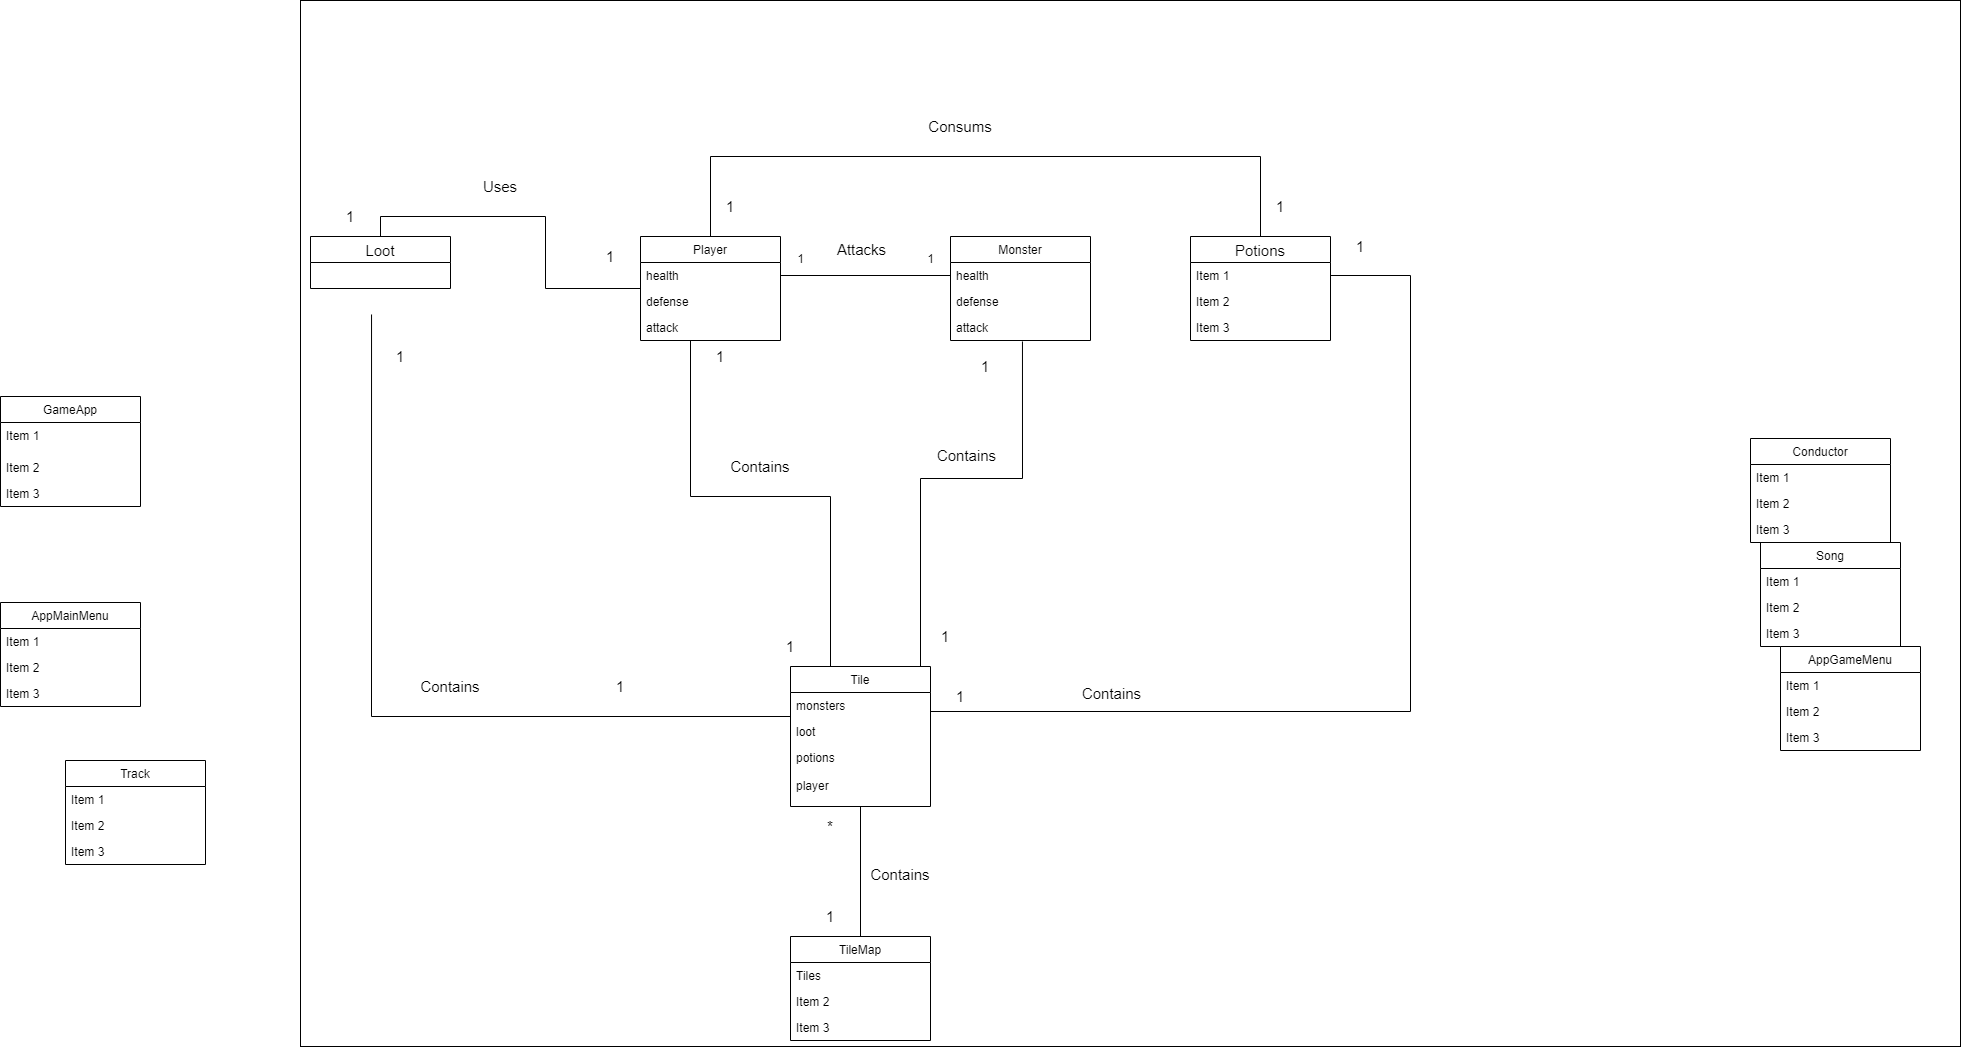 Consums
Uses
1
1
1
Loot
1
Player
health
defense
attack
1
Attacks
1
Monster
health
defense
attack
Potions
Item 1
Item 2
Item 3
1
1
1
1
GameApp
Item 1
Item 2
Item 3
Contains
Contains
Conductor
Item 1
Item 2
Item 3
Song
Item 1
Item 2
Item 3
AppGameMenu
Item 1
Item 2
Item 3
AppMainMenu
Item 1
Item 2
Item 3
1
1
Contains
1
Tile
monsters
loot
potions
player
1
Contains
Track
Item 1
Item 2
Item 3
*
Contains
1
TileMap
Tiles
Item 2
Item 3